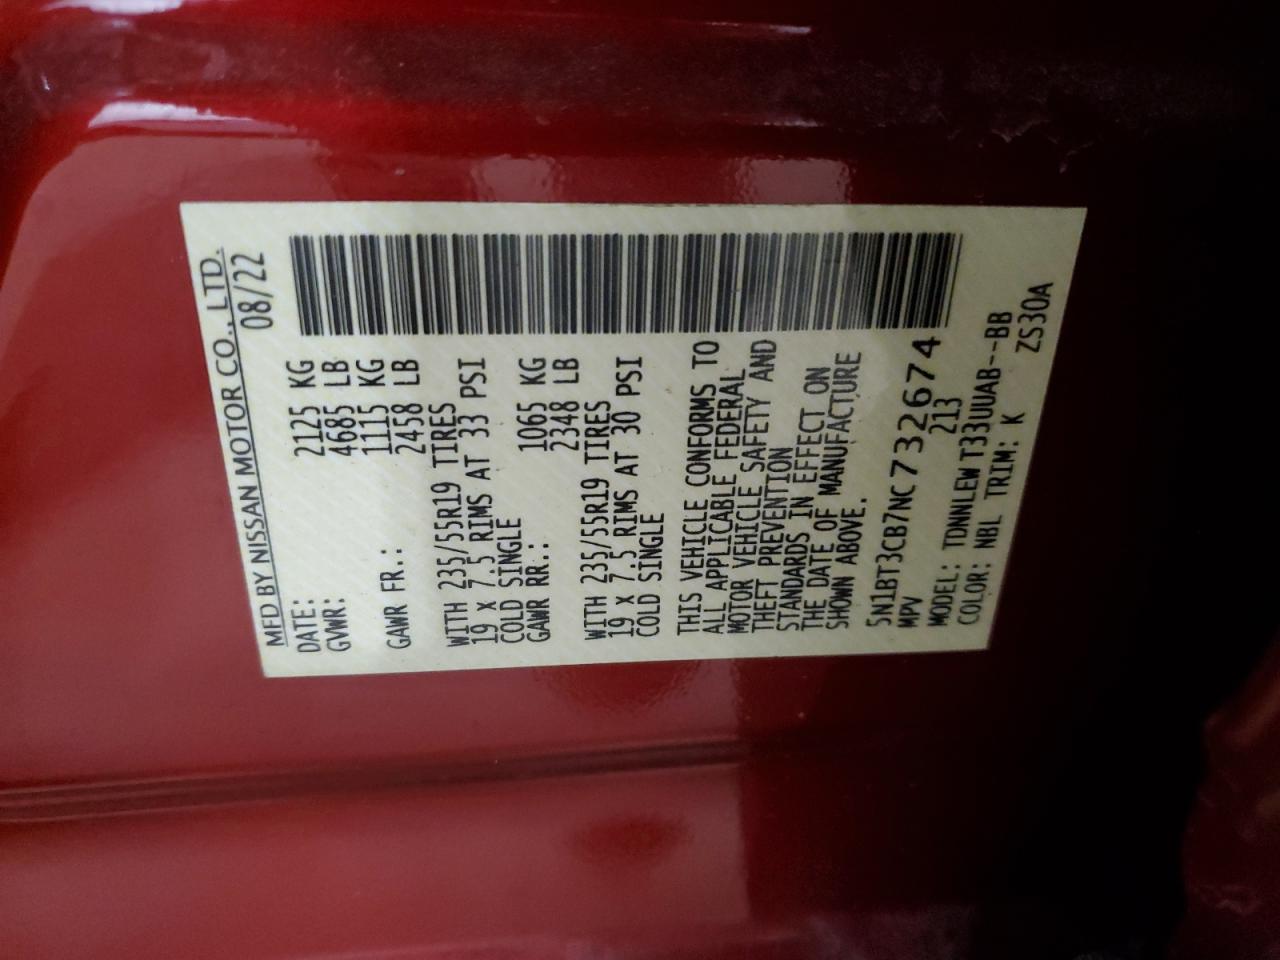 MFD BY NISSAN MOTOR CO., LTD.
DATE: 08/22
GVWR: 2125 KG
4685 LB
GAWR FR.: 1115 KG
2458 LB
WITH 235/55R19 TIRES
19 X 7.5 RIMS AT 33 PSI
COLD SINGLE
GAWR RR.: 1065 KG
2348 LB
WITH 235/55R19 TIRES
19 X 7.5 RIMS AT 30 PSI
COLD SINGLE
THIS VEHICLE CONFORMS TO
ALL APPLICABLE FEDERAL
MOTOR VEHICLE SAFETY AND
THEFT PREVENTION
STANDARDS IN EFFECT ON
THE DATE OF MANUFACTURE
SHOWN ABOVE.
5N1BT3CB7NC732674
MPV 213
MODEL: TDNNLEW T33UUAB--BB
COLOR: NBL TRIM: K ZS30A